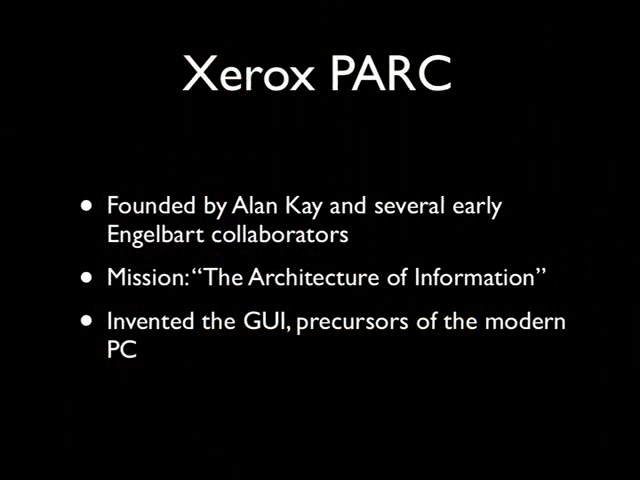 Xerox PARC
• Founded by Alan Kay and several early
Engelbart collaborators
• Mission: “The Architecture of Information”
• Invented the GUI, precursors of the modern
PC